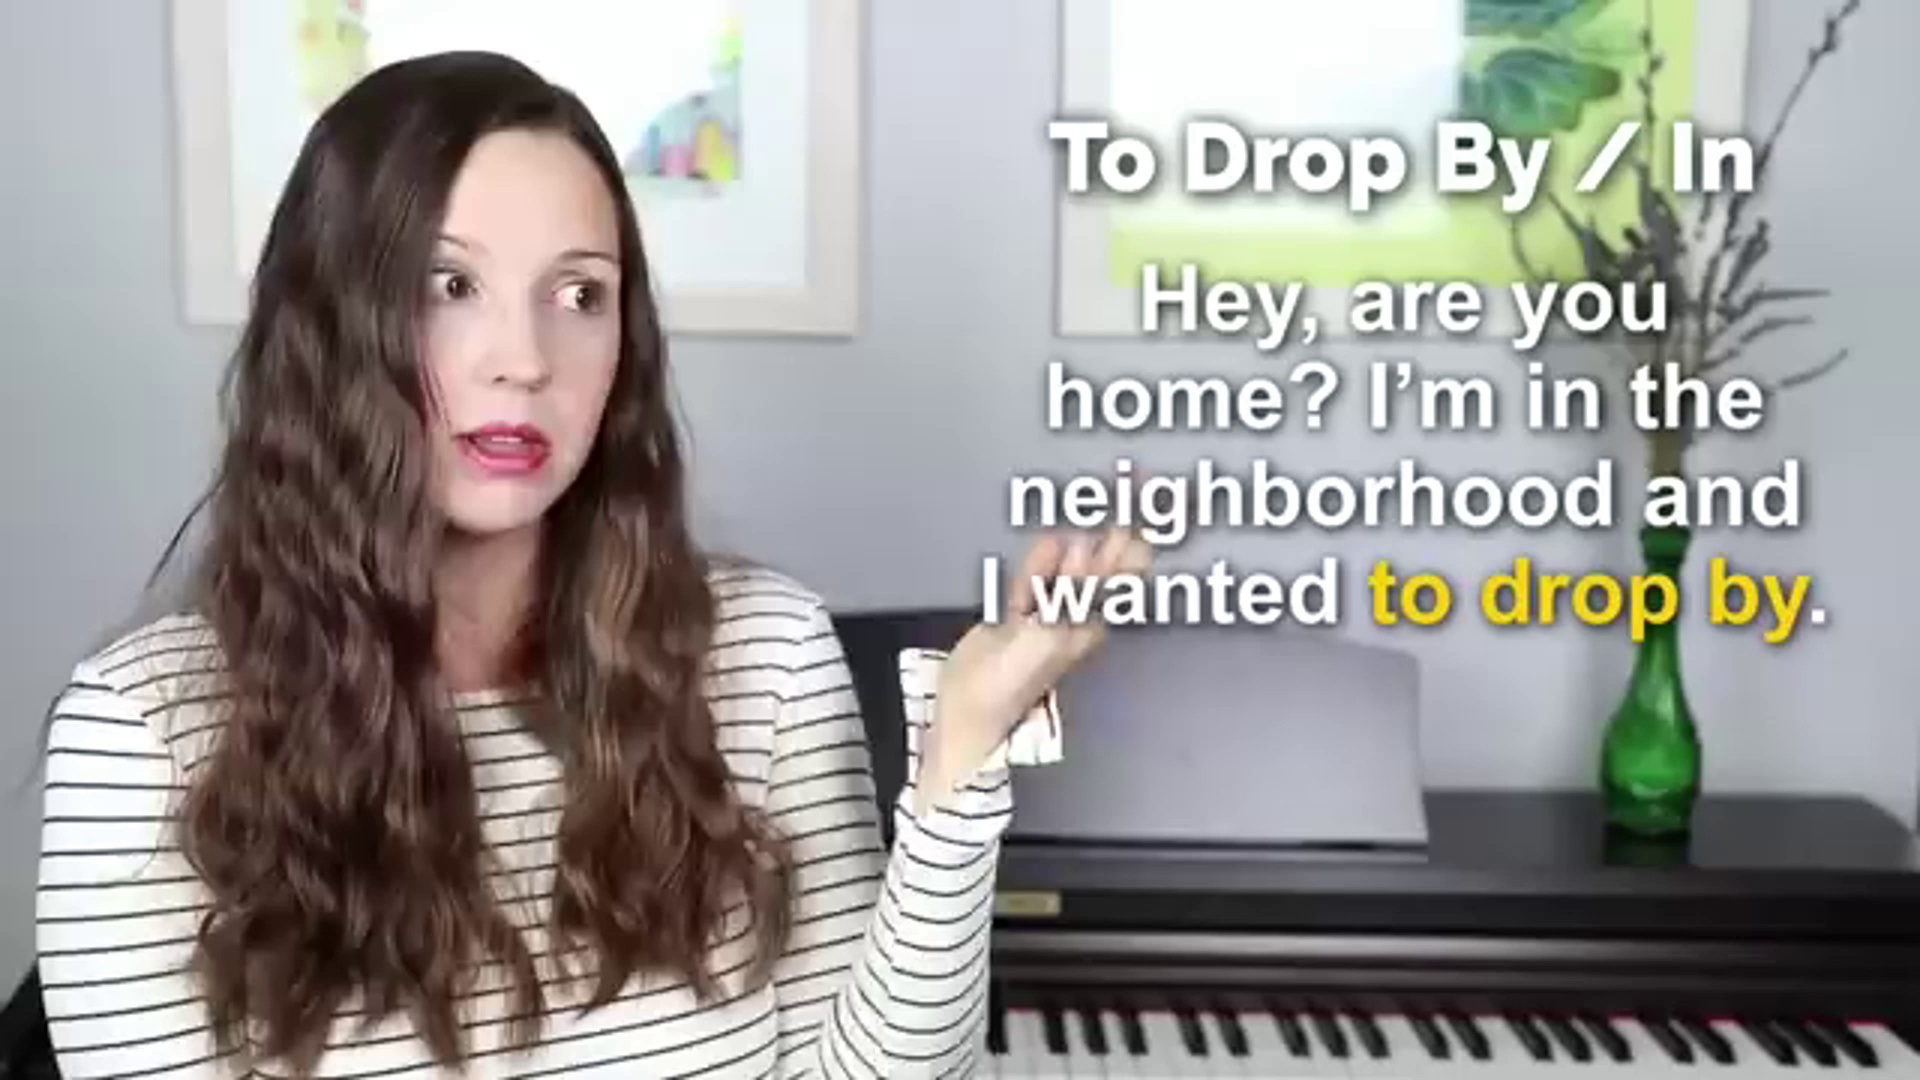 To Drop By / In
Hey, are you
home? I’m in the
neighborhood and
I wanted to drop by.